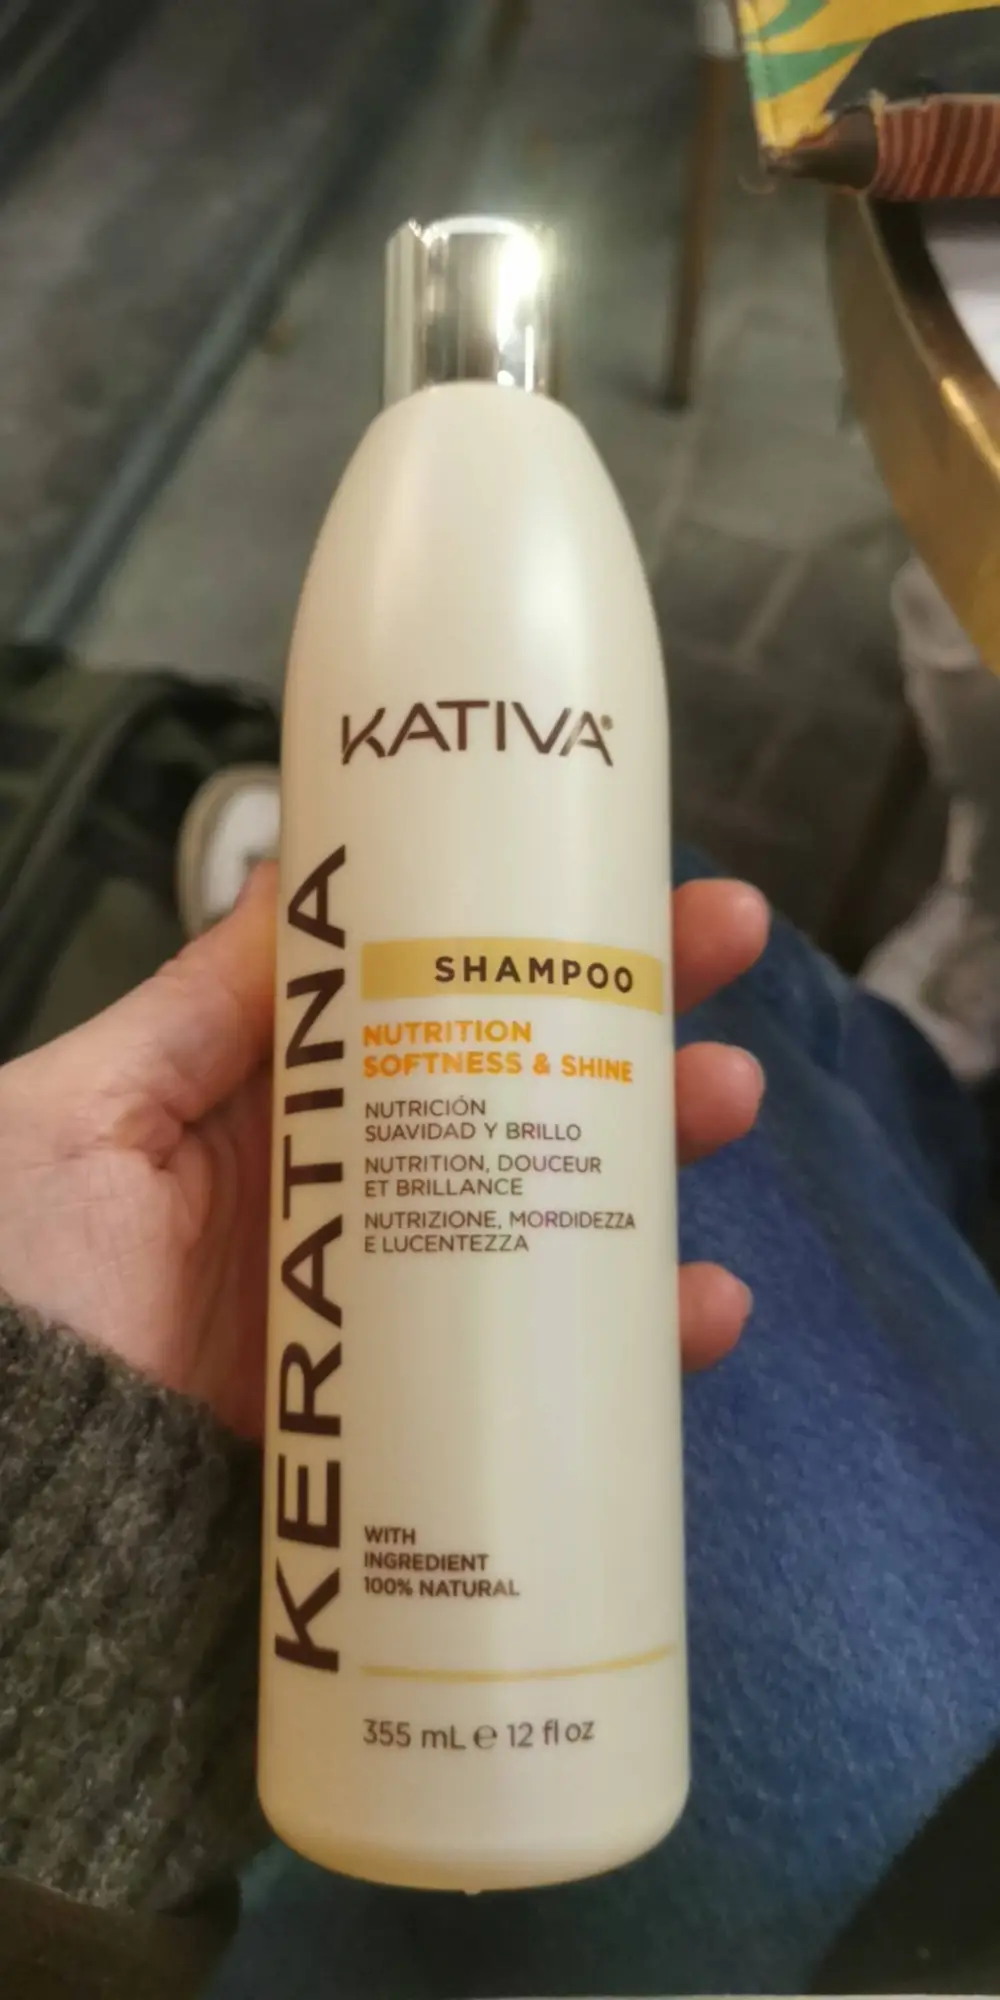 KATIVA®
KERATINA
SHAMPOO
NUTRITION
SOFTNESS & SHINE
NUTRICIÓN
SUAVIDAD Y BRILLO
NUTRITION, DOUCEUR
ET BRILLANCE
NUTRIZIONE, MORDIDEZZA
E LUCENTEZZA
WITH
INGREDIENT
100% NATURAL
355 mL ℮ 12 fl oz